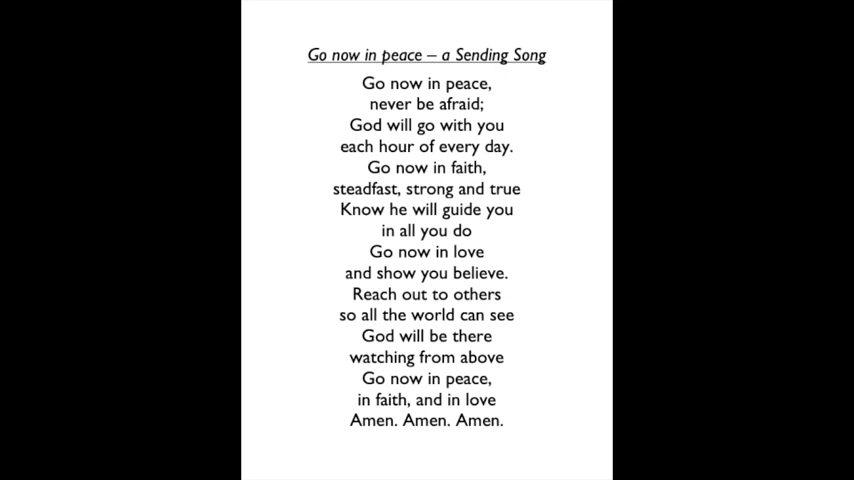 Go now in peace – a Sending Song
Go now in peace,
never be afraid;
God will go with you
each hour of every day.
Go now in faith,
steadfast, strong and true
Know he will guide you
in all you do
Go now in love
and show you believe.
Reach out to others
so all the world can see
God will be there
watching from above
Go now in peace,
in faith, and in love
Amen. Amen. Amen.